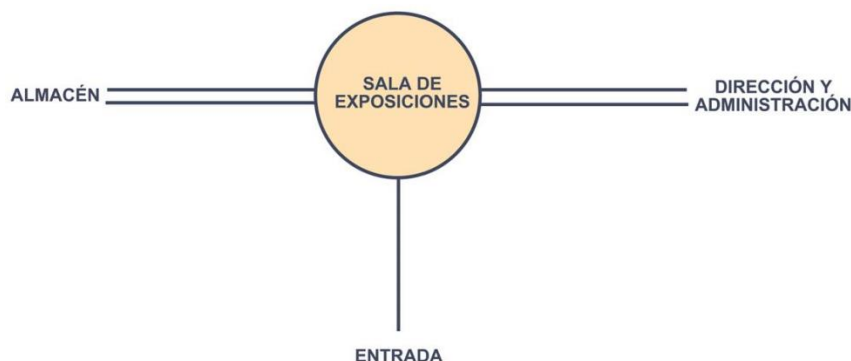 SALA DE
EXPOSICIONES
ALMACÉN
DIRECCIÓN Y
ADMINISTRACIÓN
ENTRADA